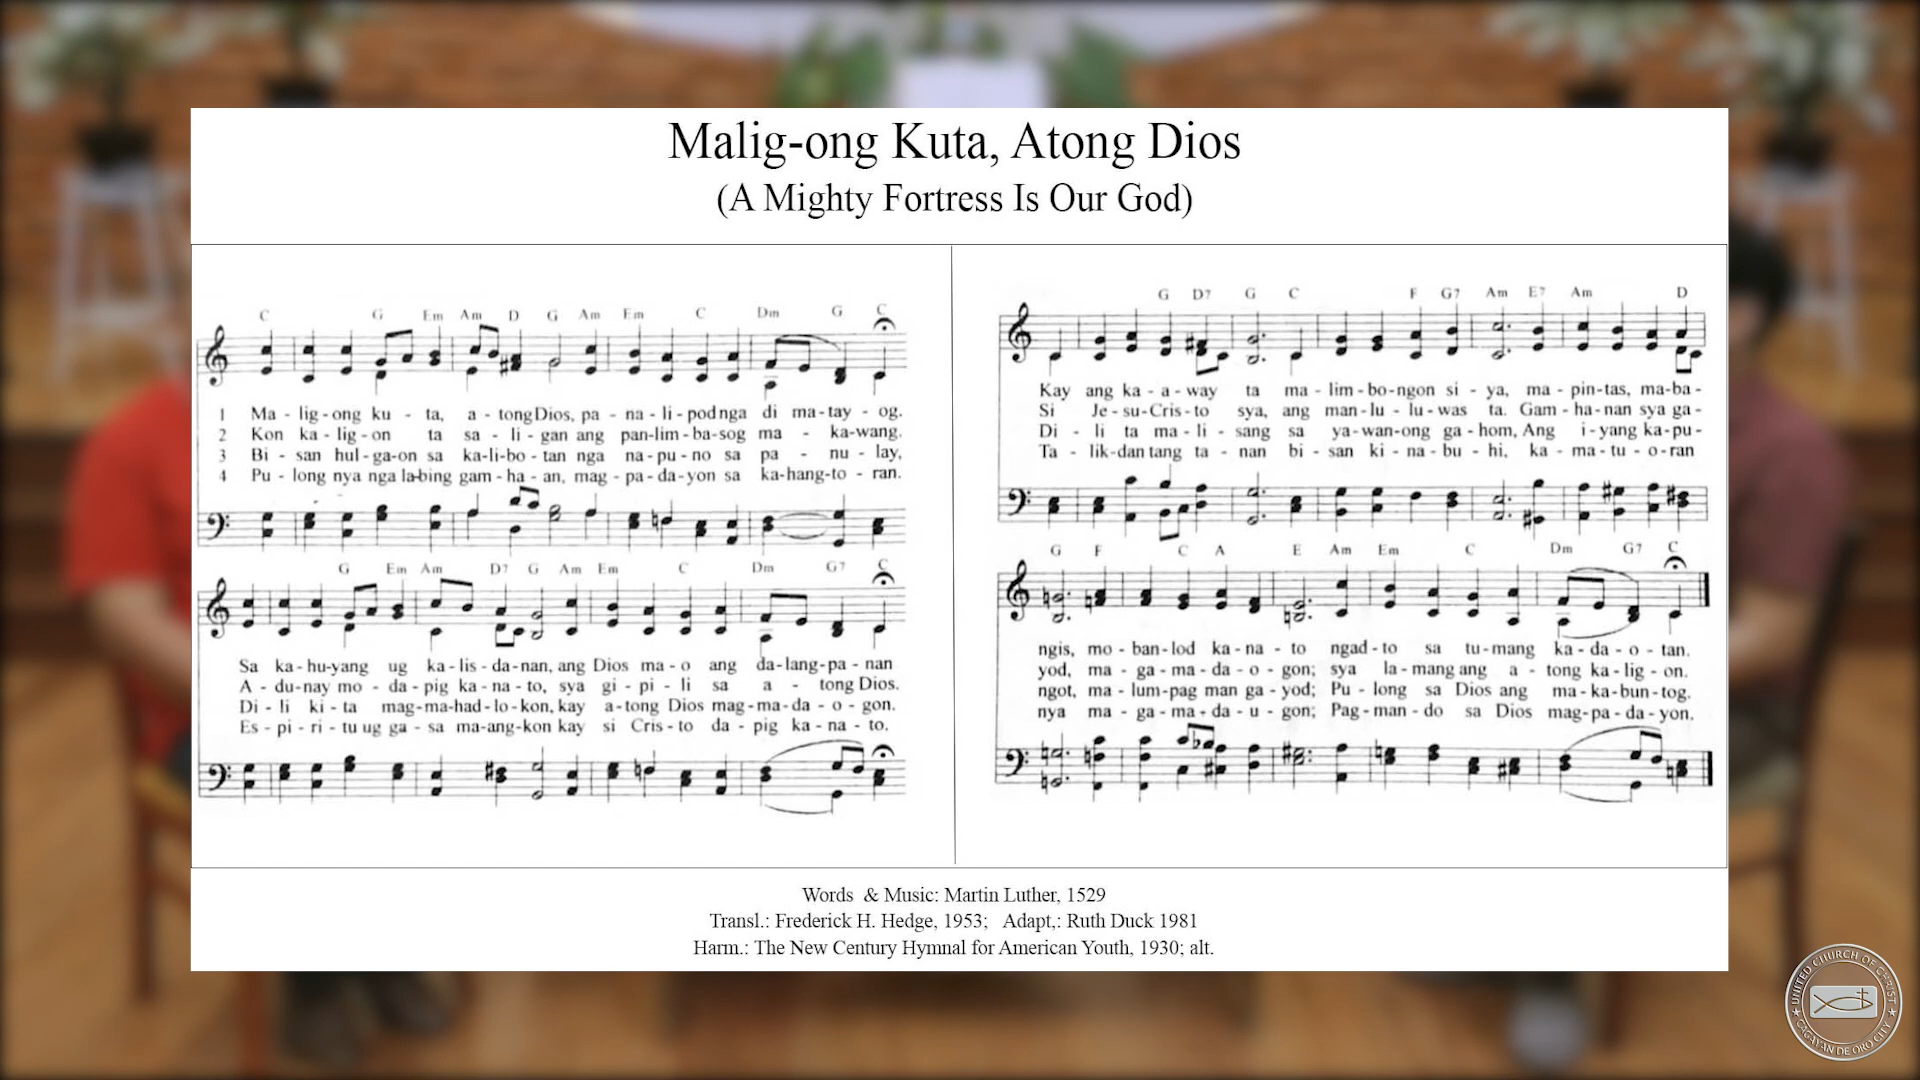 Malig-ong Kuta, Atong Dios
(A Mighty Fortress Is Our God)
C G Em Am D G Am Em C Dm G C
1 Ma - lig - ong ku - ta, a - tong Dios, pa - na - li - pod nga di ma - tay - og.
2 Kon ka - lig - on ta sa - li - gan ang pan - lim - ba - sog ma - ka - wang.
3 Bi - san hul - ga - on sa ka - li - bo - tan nga na - pu - no sa pa - nu - lay,
4 Pu - long nya nga la - bing gam - ha - an, mag - pa - da - yon sa ka - hang - to - ran.
G Em Am D7 G Am Em C Dm G7 C
Sa ka - hu - yang ug ka - lis - da - nan, ang Dios ma - o ang da - lang - pa - nan
A - du - nay mo - da - pig ka - na - to, sya gi - pi - li sa a - tong Dios.
Di - li ki - ta mag - ma - had - lo - kon, kay a - tong Dios mag - ma - da - o - gon.
Es - pi - ri - tu ug ga - sa ma - ang - kon kay si Cris - to da - pig ka - na - to.
G D7 G C F G7 Am E7 Am D
Kay ang ka - a - way ta ma - lim - bo - ngon si - ya, ma - pin - tas, ma - ba -
Si Je - su - Cris - to sya, ang man - lu - lu - was ta. Gam - ha - nan sya ga -
Di - li ta ma - li - sang sa ya - wan - ong ga - hom, Ang i - yang ka - pu -
Ta - lik - dan tang ta - nan bi - san ki - na - bu - hi, ka - ma - tu - o - ran
G F C A E Am Em C Dm G7 C
ngis, mo - ban - lod ka - na - to ngad - to sa tu - mang ka - da - o - tan.
yod, ma - ga - ma - da - o - gon; sya la - mang ang a - tong ka - lig - on.
ngot, ma - lum - pag man ga - yod; Pu - long sa Dios ang ma - ka - bun - tog.
nya ma - ga - ma - da - u - gon; Pag - man - do sa Dios mag - pa - da - yon.
Words & Music: Martin Luther, 1529
Transl.: Frederick H. Hedge, 1953; Adapt,: Ruth Duck 1981
Harm.: The New Century Hymnal for American Youth, 1930; alt.
UNITED CHURCH OF CHRIST
CAGAYAN DE ORO CITY